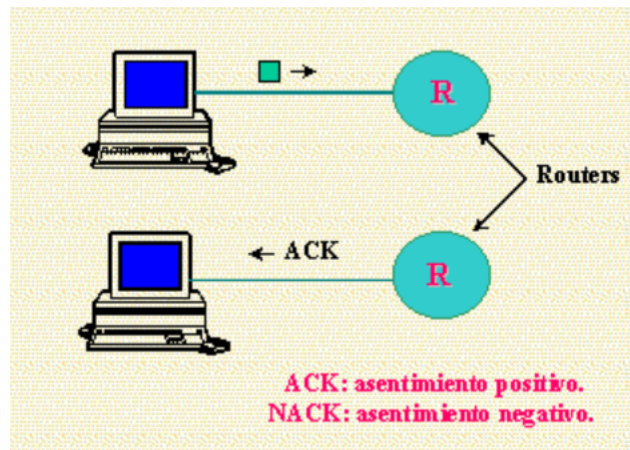 R
Routers
ACK
R
ACK: asentimiento positivo.
NACK: asentimiento negativo.